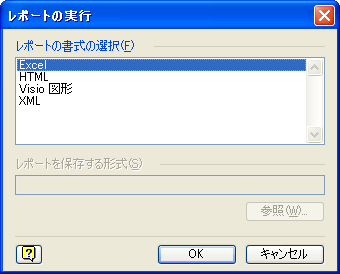 レポートの実行
レポートの書式の選択(F)
Excel
HTML
Visio 図形
XML
レポートを保存する形式(S)
参照(W)...
?
OK
キャンセル